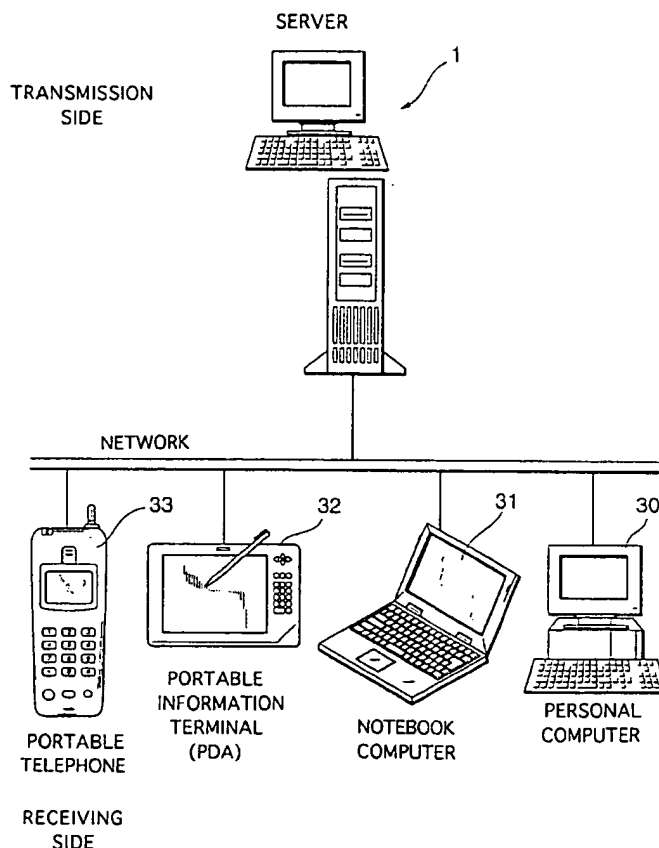 SERVER
1
TRANSMISSION
SIDE
NETWORK
33
32
31
30
PORTABLE
TELEPHONE
PORTABLE
INFORMATION
TERMINAL
(PDA)
NOTEBOOK
COMPUTER
PERSONAL
COMPUTER
RECEIVING
SIDE